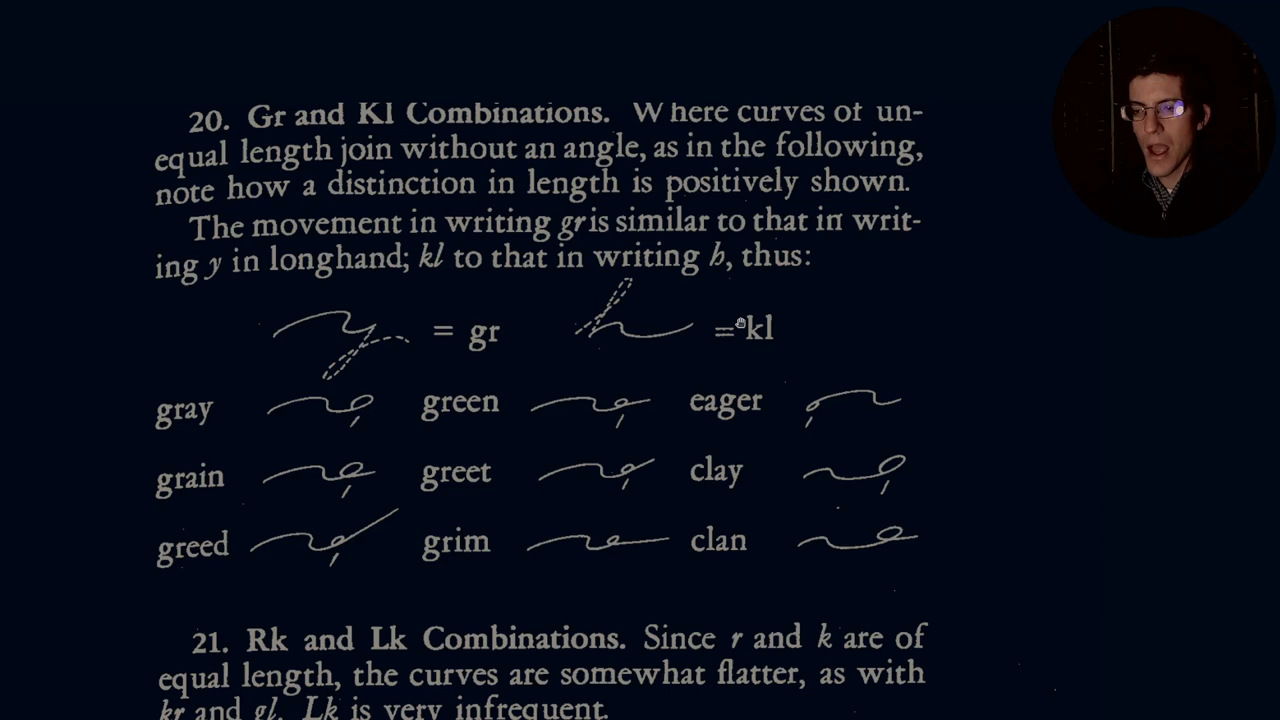 20. Gr and Kl Combinations. Where curves of un-
equal length join without an angle, as in the following,
note how a distinction in length is positively shown.
The movement in writing gr is similar to that in writ-
ing y in longhand; kl to that in writing h, thus:
= gr = kl
gray green eager
grain greet clay
greed grim clan
21. Rk and Lk Combinations. Since r and k are of
equal length, the curves are somewhat flatter, as with
kr and gl. Lk is very infrequent.